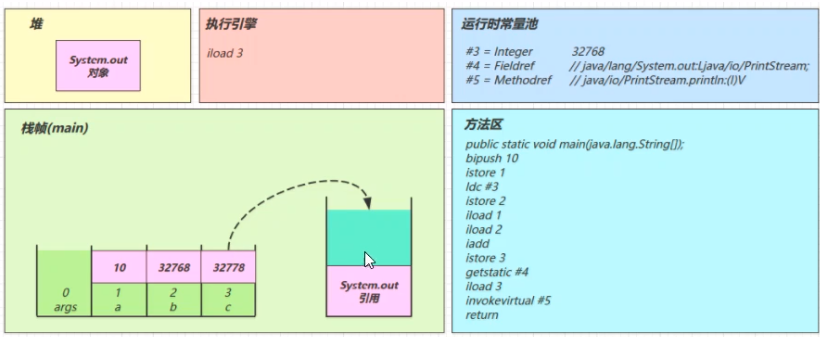 堆
System.out
对象
执行引擎
iload 3
运行时常量池
#3 = Integer 32768
#4 = Fieldref // java/lang/System.out:Ljava/io/PrintStream;
#5 = Methodref // java/io/PrintStream.println:(I)V
栈帧(main)
10 32768 32778
0 1 2 3
args a b c
System.out
引用
方法区
public static void main(java.lang.String[]);
bipush 10
istore 1
ldc #3
istore 2
iload 1
iload 2
iadd
istore 3
getstatic #4
iload 3
invokevirtual #5
return